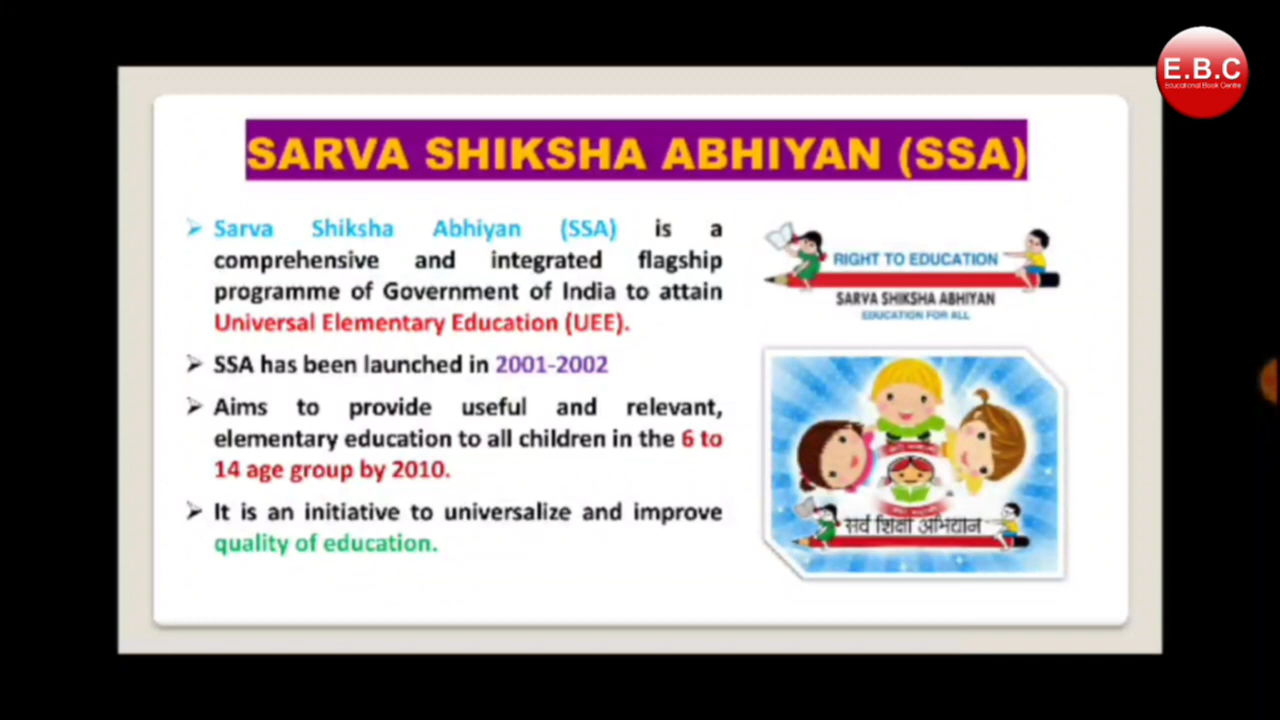 E.B.C
Educational Book Centre
SARVA SHIKSHA ABHIYAN (SSA)
Sarva Shiksha Abhiyan (SSA) is a
comprehensive and integrated flagship
programme of Government of India to attain
Universal Elementary Education (UEE).
SSA has been launched in 2001-2002
Aims to provide useful and relevant,
elementary education to all children in the 6 to
14 age group by 2010.
It is an initiative to universalize and improve
quality of education.
RIGHT TO EDUCATION
SARVA SHIKSHA ABHIYAN
EDUCATION FOR ALL
सर्व शिक्षा अभियान